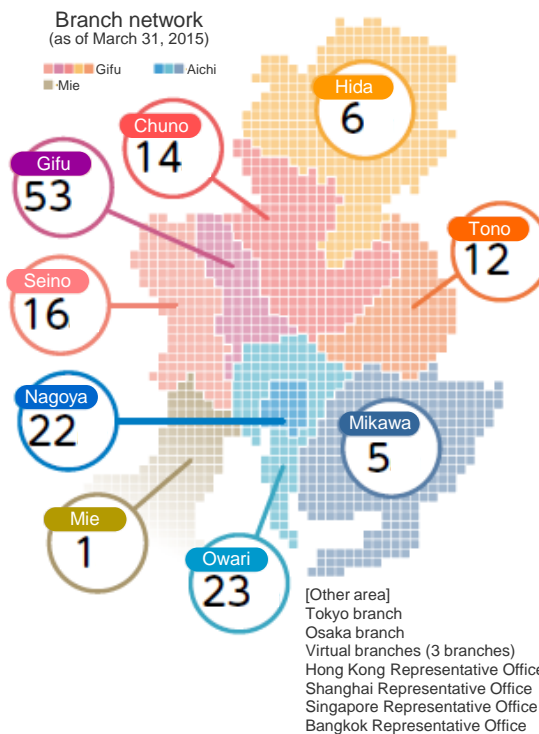 Branch network
(as of March 31, 2015)
Gifu
Aichi
Mie
Hida
6
Chuno
14
Gifu
53
Tono
12
Seino
16
Nagoya
22
Mikawa
5
Mie
1
Owari
23
[Other area]
Tokyo branch
Osaka branch
Virtual branches (3 branches)
Hong Kong Representative Office
Shanghai Representative Office
Singapore Representative Office
Bangkok Representative Office